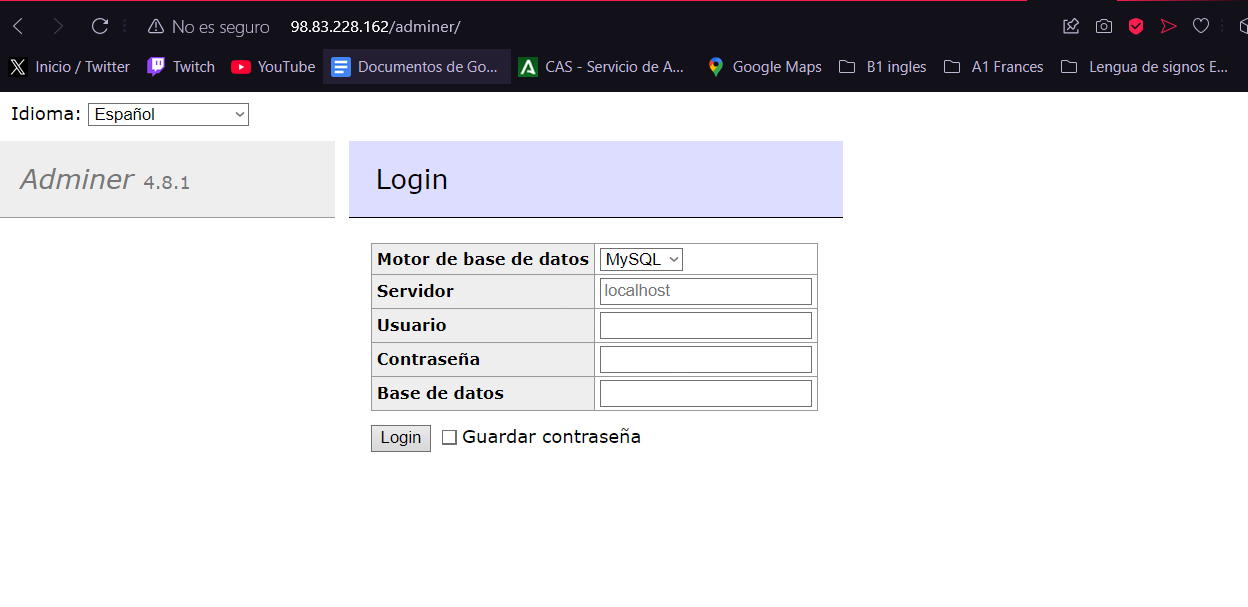 No es seguro 98.83.228.162/adminer/
Inicio / Twitter Twitch YouTube Documentos de Go... CAS - Servicio de A... Google Maps B1 ingles A1 Frances Lengua de signos E...
Idioma: Español
Adminer 4.8.1
Login
Motor de base de datos MySQL
Servidor localhost
Usuario
Contraseña
Base de datos
Login Guardar contraseña